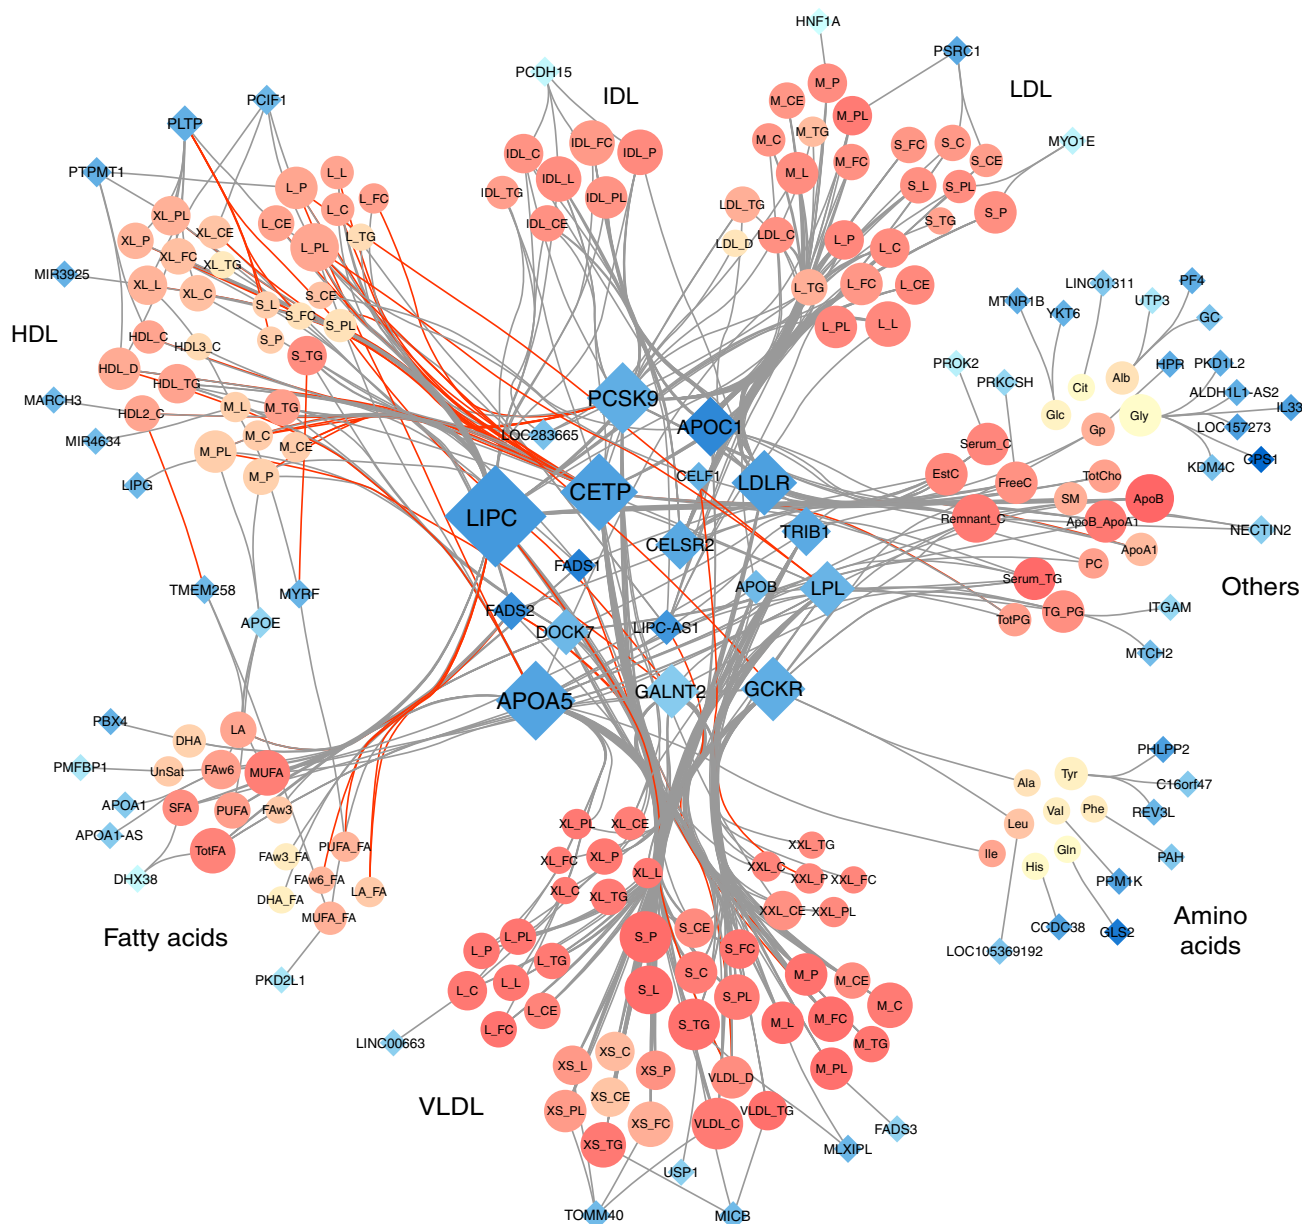 HNF1A
PSRC1
PCDH15
IDL
LDL
PCIF1
PLTP
PTPMT1
MYO1E
M_P
M_CE
M_PL
M_TG
M_C
M_FC
M_L
S_FC
S_C
S_CE
S_L
S_PL
S_TG
S_P
IDL_C
IDL_FC
IDL_P
IDL_L
IDL_TG
IDL_PL
IDL_CE
LDL_TG
LDL_C
LDL_D
L_P
L_C
L_TG
L_FC
L_CE
L_PL
L_L
L_L
L_P
L_C
L_FC
L_CE
L_TG
L_PL
XL_PL
XL_P
XL_CE
XL_FC
XL_TG
XL_L
XL_C
S_CE
S_L
S_FC
S_PL
S_P
S_TG
MIR3925
HDL
HDL_C
HDL3_C
HDL_D
HDL_TG
HDL2_C
M_L
M_TG
M_C
M_CE
M_PL
M_P
MARCH3
MIR4634
LIPG
LINC01311
PF4
MTNR1B
YKT6
UTP3
GC
PROK2
PRKCSH
HPR
PKD1L2
Cit
Alb
ALDH1L1-AS2
IL33
Glc
Gly
LOC157273
Gp
CPS1
KDM4C
PCSK9
APOC1
LOC283665
CELF1
CETP
LDLR
LIPC
CELSR2
TRIB1
FADS1
APOB
LPL
FADS2
LIPC-AS1
DOCK7
APOA5
GALNT2
GCKR
Serum_C
EstC
FreeC
TotCho
SM
ApoB
Remnant_C
ApoB_ApoA1
NECTIN2
ApoA1
PC
Others
Serum_TG
TG_PG
TotPG
ITGAM
MTCH2
TMEM258
MYRF
APOE
PBX4
DHA
LA
PMFBP1
UnSat
FAw6
MUFA
APOA1
SFA
PUFA
FAw3
APOA1-AS
TotFA
PUFA_FA
FAw3_FA
DHX38
FAw6_FA
DHA_FA
LA_FA
MUFA_FA
Fatty acids
PKD2L1
PHLPP2
Ala
Tyr
C16orf47
Val
Phe
REV3L
Leu
Ile
Gln
His
PAH
PPM1K
Amino
acids
CCDC38
GLS2
LOC105369192
XL_PL
XL_CE
XL_FC
XL_P
XL_L
XL_C
XL_TG
XXL_TG
XXL_C
XXL_P
XXL_FC
XXL_CE
XXL_PL
L_P
L_PL
L_TG
L_C
L_L
L_CE
L_FC
S_P
S_CE
S_FC
S_C
S_L
S_PL
S_TG
M_P
M_CE
M_C
M_L
M_FC
M_TG
M_PL
LINC00663
XS_C
XS_L
XS_P
XS_CE
XS_PL
XS_FC
XS_TG
VLDL
VLDL_D
VLDL_C
VLDL_TG
FADS3
MLXIPL
USP1
TOMM40
MICB